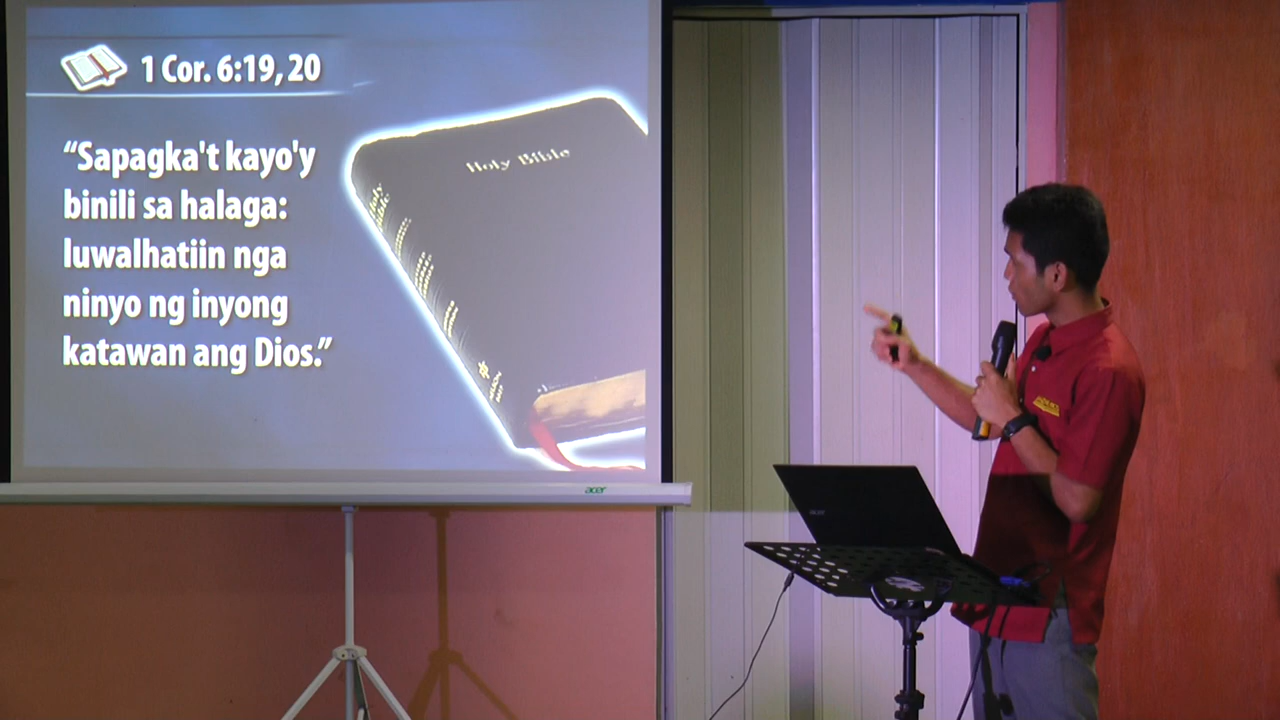 1 Cor. 6:19, 20
“Sapagka't kayo'y
binili sa halaga:
luwalhatiin nga
ninyo ng inyong
katawan ang Dios.”
Holy Bible
acer
acer